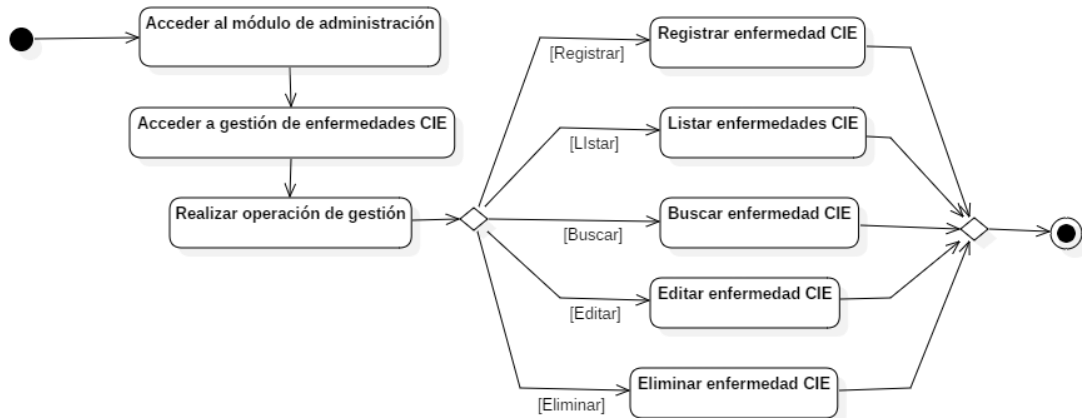 Acceder al módulo de administración
Acceder a gestión de enfermedades CIE
Realizar operación de gestión
[Registrar]
Registrar enfermedad CIE
[LIstar]
Listar enfermedades CIE
[Buscar]
Buscar enfermedad CIE
[Editar]
Editar enfermedad CIE
[Eliminar]
Eliminar enfermedad CIE